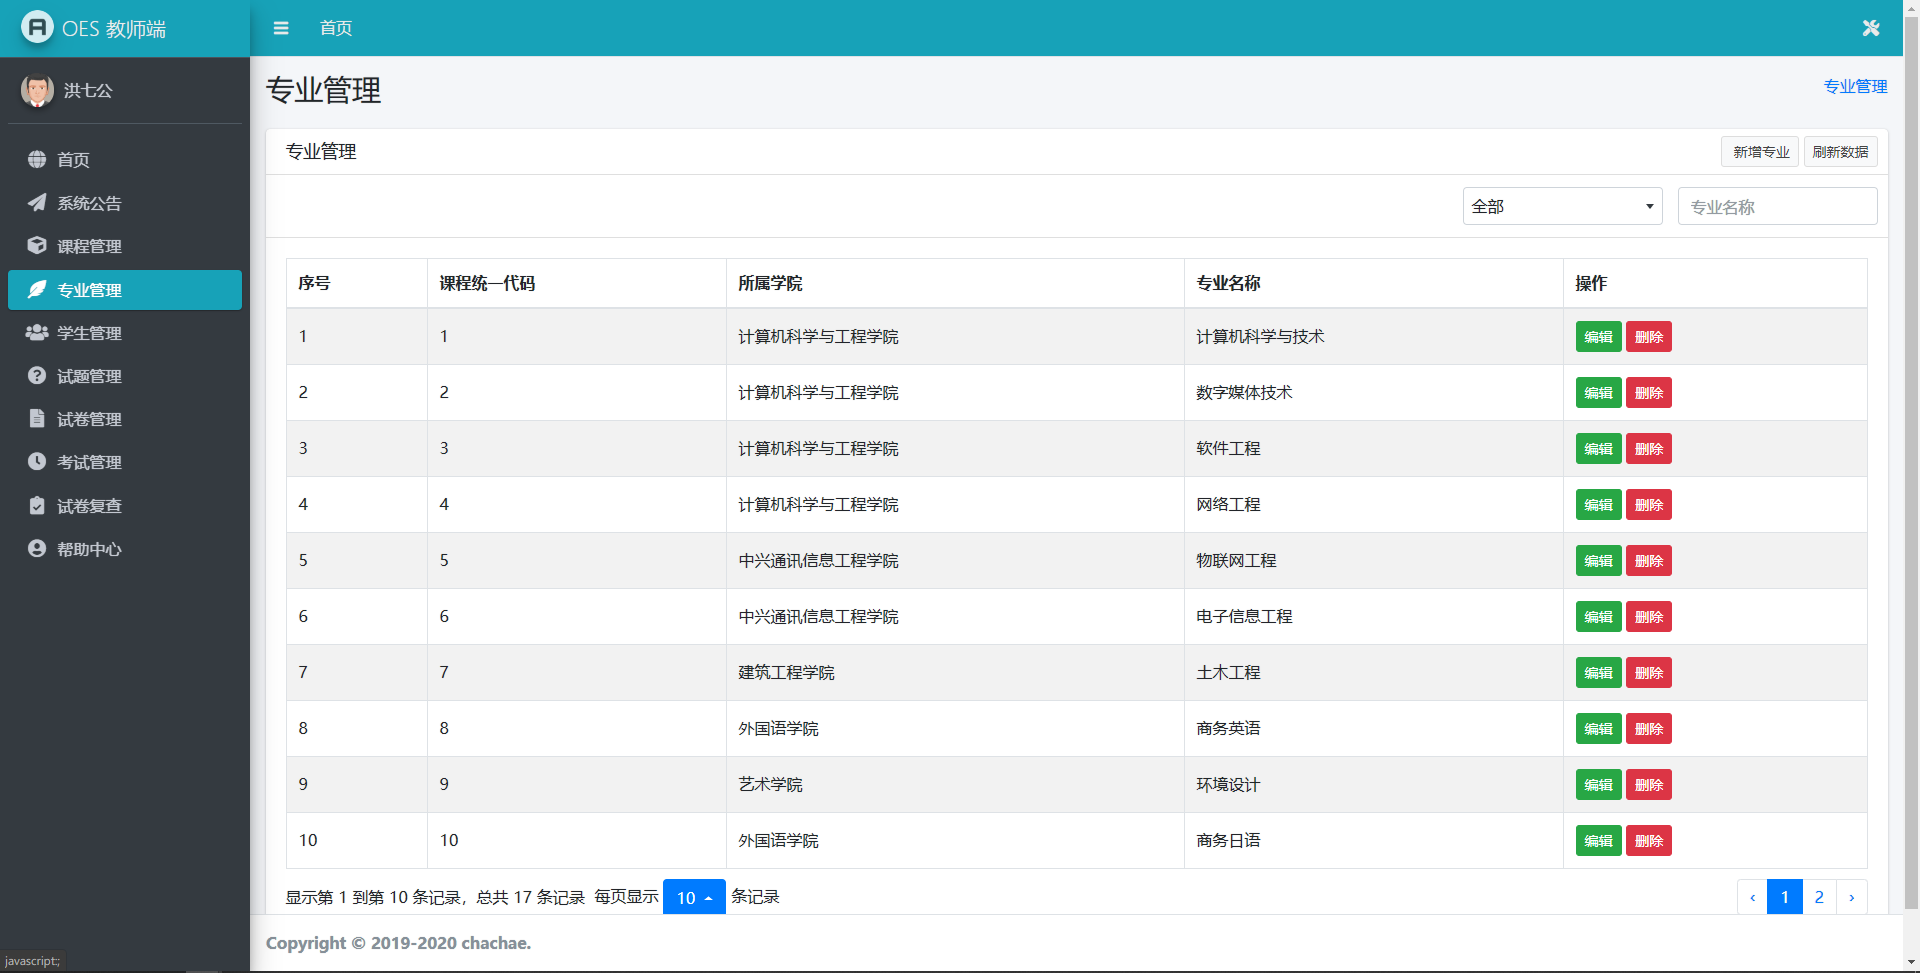 OES 教师端
首页
洪七公
专业管理
专业管理
首页
系统公告
课程管理
专业管理
学生管理
试题管理
试卷管理
考试管理
试卷复查
帮助中心
专业管理
新增专业 刷新数据
全部 专业名称
序号 课程统一代码 所属学院 专业名称 操作
1 1 计算机科学与工程学院 计算机科学与技术 编辑 删除
2 2 计算机科学与工程学院 数字媒体技术 编辑 删除
3 3 计算机科学与工程学院 软件工程 编辑 删除
4 4 计算机科学与工程学院 网络工程 编辑 删除
5 5 中兴通讯信息工程学院 物联网工程 编辑 删除
6 6 中兴通讯信息工程学院 电子信息工程 编辑 删除
7 7 建筑工程学院 土木工程 编辑 删除
8 8 外国语学院 商务英语 编辑 删除
9 9 艺术学院 环境设计 编辑 删除
10 10 外国语学院 商务日语 编辑 删除
显示第 1 到第 10 条记录，总共 17 条记录 每页显示 10 条记录 ‹ 1 2 ›
Copyright © 2019-2020 chachae.
javascript:;